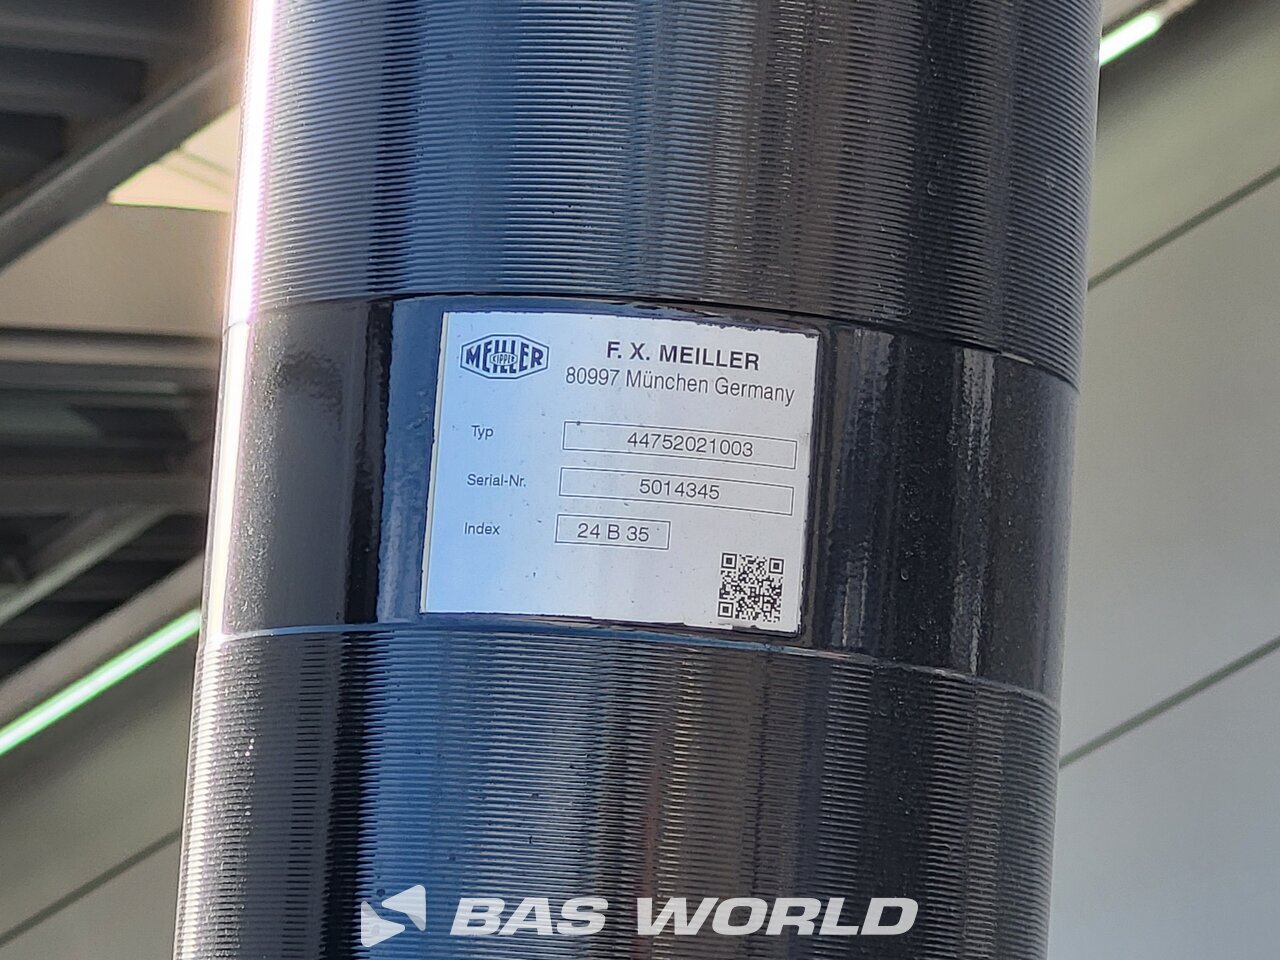 MEILLER
KIPPER
F. X. MEILLER
80997 München Germany
Typ 44752021003
Serial-Nr. 5014345
Index 24 B 35
BAS WORLD